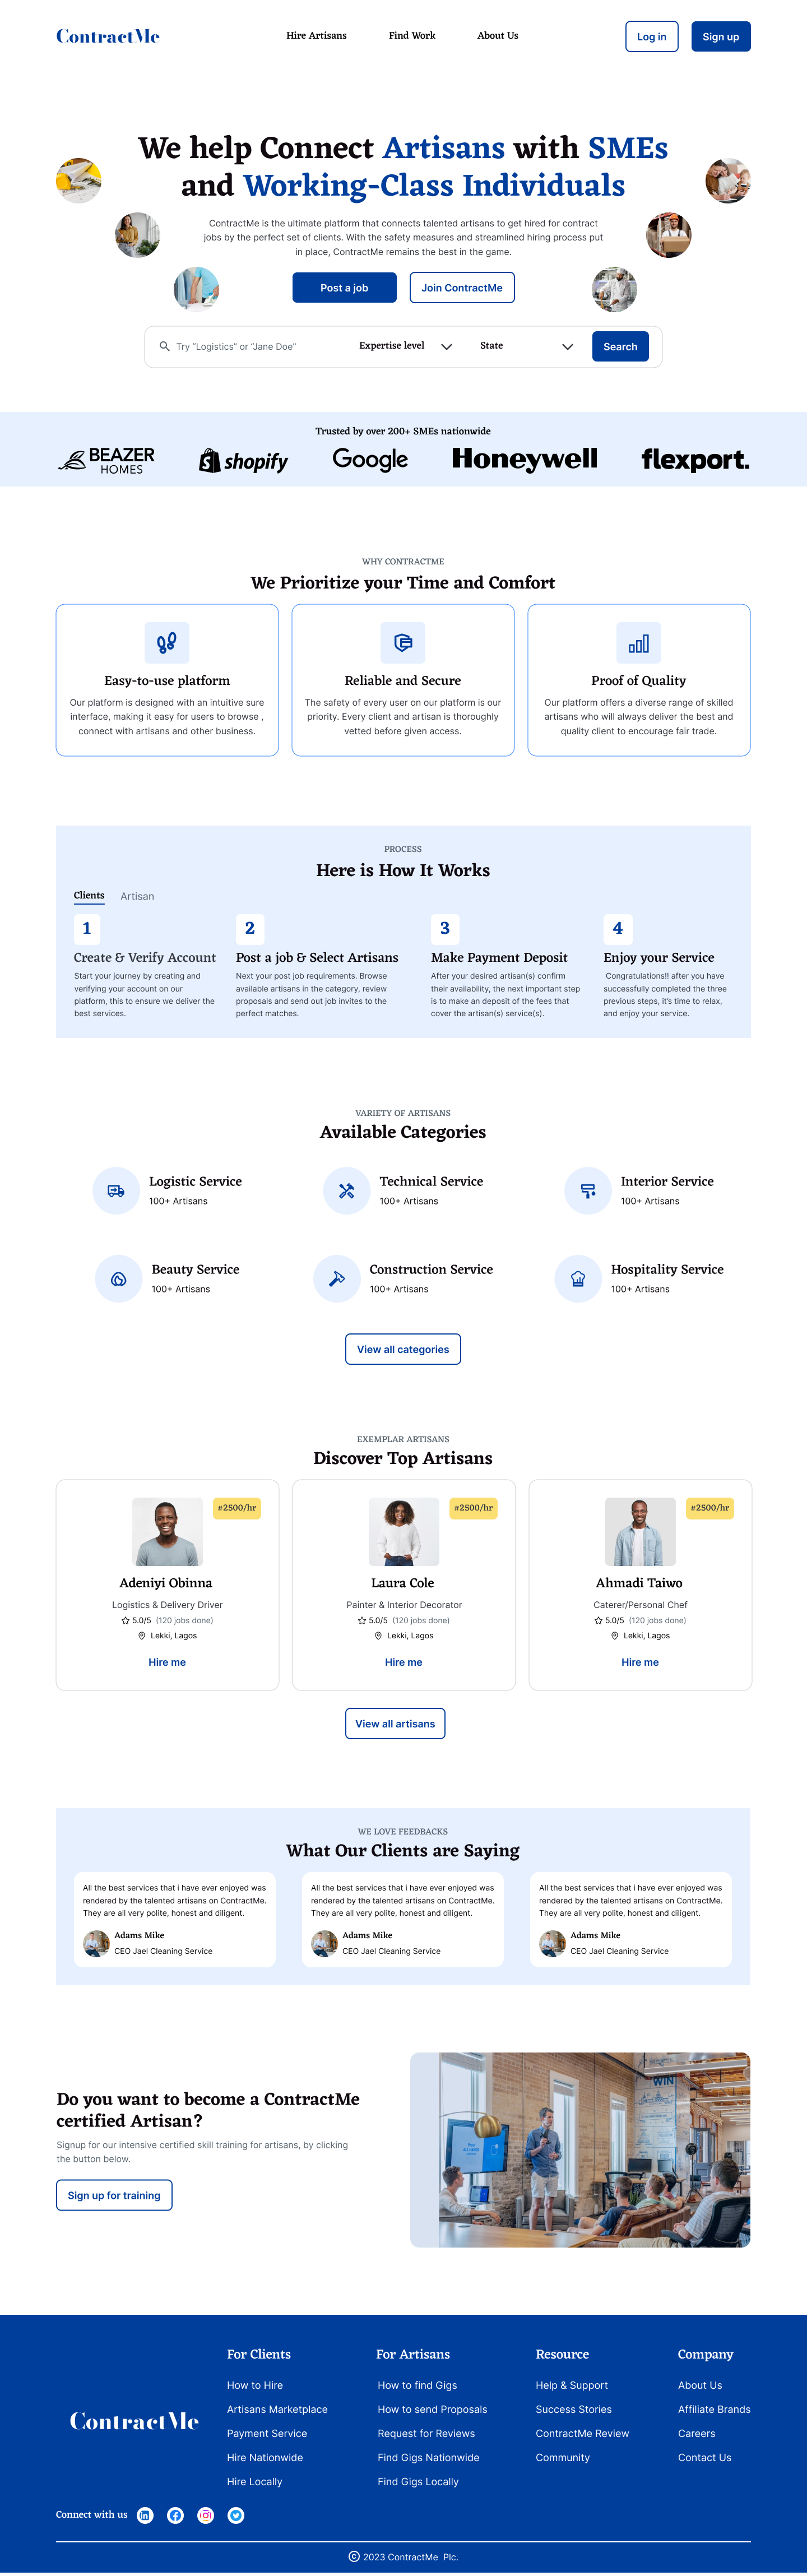 ContractMe
Hire Artisans
Find Work
About Us
Log in
Sign up
We help Connect Artisans with SMEs
and Working-Class Individuals
ContractMe is the ultimate platform that connects talented artisans to get hired for contract
jobs by the perfect set of clients. With the safety measures and streamlined hiring process put
in place, ContractMe remains the best in the game.
Post a job
Join ContractMe
Try “Logistics” or “Jane Doe”
Expertise level
State
Search
Trusted by over 200+ SMEs nationwide
BEAZER
HOMES
shopify
Google
Honeywell
flexport.
WHY CONTRACTME
We Prioritize your Time and Comfort
Easy-to-use platform
Our platform is designed with an intuitive sure
interface, making it easy for users to browse ,
connect with artisans and other business.
Reliable and Secure
The safety of every user on our platform is our
priority. Every client and artisan is thoroughly
vetted before given access.
Proof of Quality
Our platform offers a diverse range of skilled
artisans who will always deliver the best and
quality client to encourage fair trade.
PROCESS
Here is How It Works
Clients
Artisan
1
Create & Verify Account
Start your journey by creating and
verifying your account on our
platform, this to ensure we deliver the
best services.
2
Post a job & Select Artisans
Next your post job requirements. Browse
available artisans in the category, review
proposals and send out job invites to the
perfect matches.
3
Make Payment Deposit
After your desired artisan(s) confirm
their availability, the next important step
is to make an deposit of the fees that
cover the artisan(s) service(s).
4
Enjoy your Service
Congratulations!! after you have
successfully completed the three
previous steps, it’s time to relax,
and enjoy your service.
VARIETY OF ARTISANS
Available Categories
Logistic Service
100+ Artisans
Technical Service
100+ Artisans
Interior Service
100+ Artisans
Beauty Service
100+ Artisans
Construction Service
100+ Artisans
Hospitality Service
100+ Artisans
View all categories
EXEMPLAR ARTISANS
Discover Top Artisans
#2500/hr
Adeniyi Obinna
Logistics & Delivery Driver
5.0/5 (120 jobs done)
Lekki, Lagos
Hire me
#2500/hr
Laura Cole
Painter & Interior Decorator
5.0/5 (120 jobs done)
Lekki, Lagos
Hire me
#2500/hr
Ahmadi Taiwo
Caterer/Personal Chef
5.0/5 (120 jobs done)
Lekki, Lagos
Hire me
View all artisans
WE LOVE FEEDBACKS
What Our Clients are Saying
All the best services that i have ever enjoyed was
rendered by the talented artisans on ContractMe.
They are all very polite, honest and diligent.
Adams Mike
CEO Jael Cleaning Service
All the best services that i have ever enjoyed was
rendered by the talented artisans on ContractMe.
They are all very polite, honest and diligent.
Adams Mike
CEO Jael Cleaning Service
All the best services that i have ever enjoyed was
rendered by the talented artisans on ContractMe.
They are all very polite, honest and diligent.
Adams Mike
CEO Jael Cleaning Service
Do you want to become a ContractMe
certified Artisan?
Signup for our intensive certified skill training for artisans, by clicking
the button below.
Sign up for training
WIN
ContractMe
For Clients
How to Hire
Artisans Marketplace
Payment Service
Hire Nationwide
Hire Locally
For Artisans
How to find Gigs
How to send Proposals
Request for Reviews
Find Gigs Nationwide
Find Gigs Locally
Resource
Help & Support
Success Stories
ContractMe Review
Community
Company
About Us
Affiliate Brands
Careers
Contact Us
Connect with us
© 2023 ContractMe Plc.